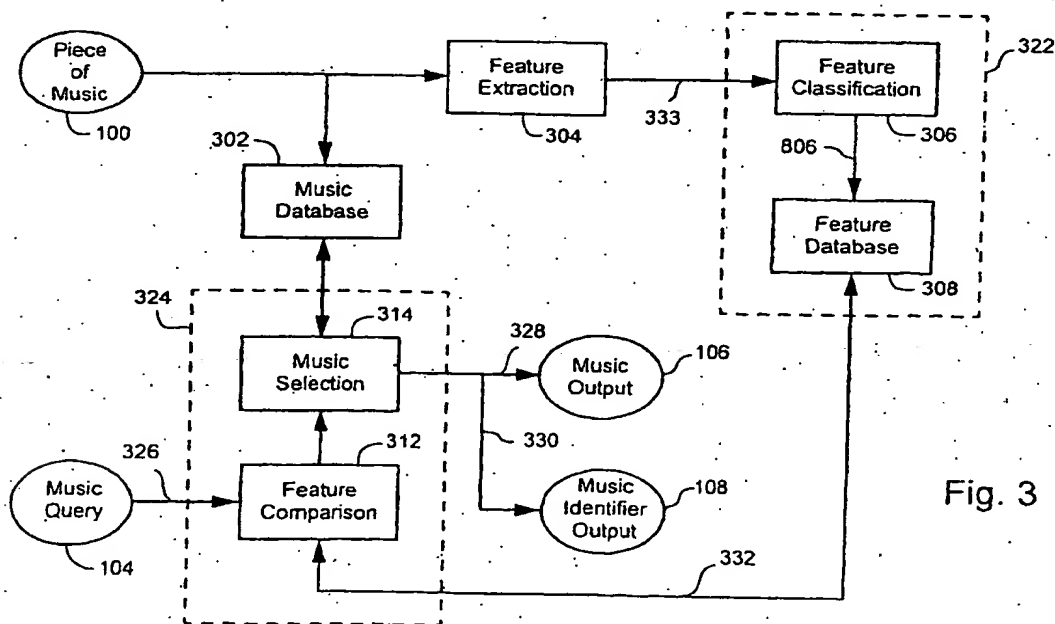 Piece
of
Music
100
Feature
Extraction
304
333
Feature
Classification
306
322
806
Feature
Database
308
302
Music
Database
324
314
Music
Selection
328
Music
Output
106
330
312
Feature
Comparison
326
Music
Query
104
Music
Identifier
Output
108
332
Fig. 3